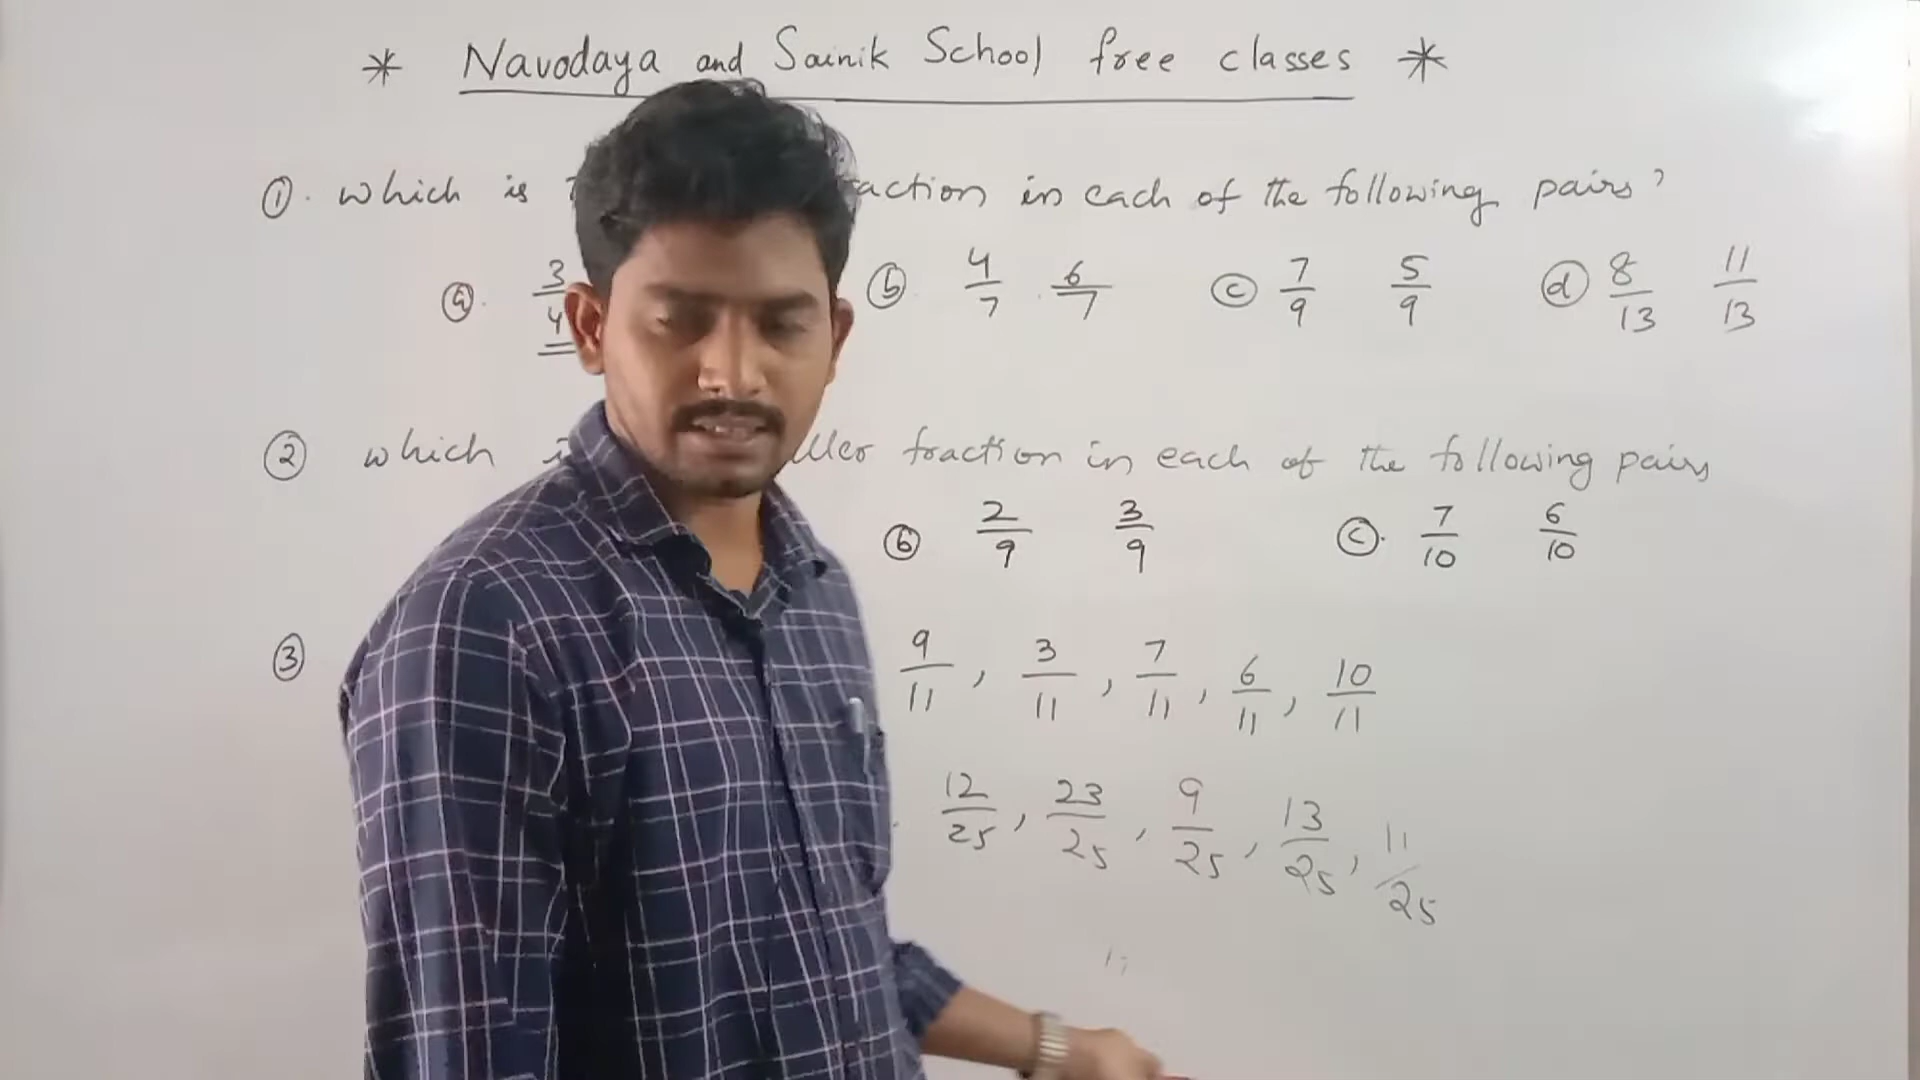 * Navodaya and Sainik School free classes *
①. which is action in each of the following pairs?
ⓐ. 3/4 ⓑ 4/7 6/7 ⓒ 7/9 5/9 ⓓ 8/13 11/13
② which ller fraction in each of the following pairs
ⓑ 2/9 3/9 ⓒ. 7/10 6/10
③ 9/11, 3/11, 7/11, 6/11, 10/11
12/25, 23/25, 9/25, 13/25, 11/25